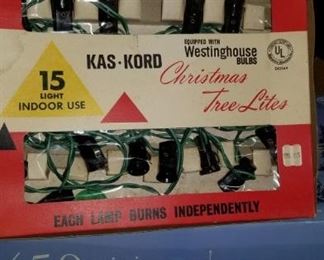 EQUIPPED WITH
KAS·KORD Westinghouse
BULBS
UL
15
LIGHT
INDOOR USE
Christmas
Tree Lites
EACH LAMP BURNS INDEPENDENTLY